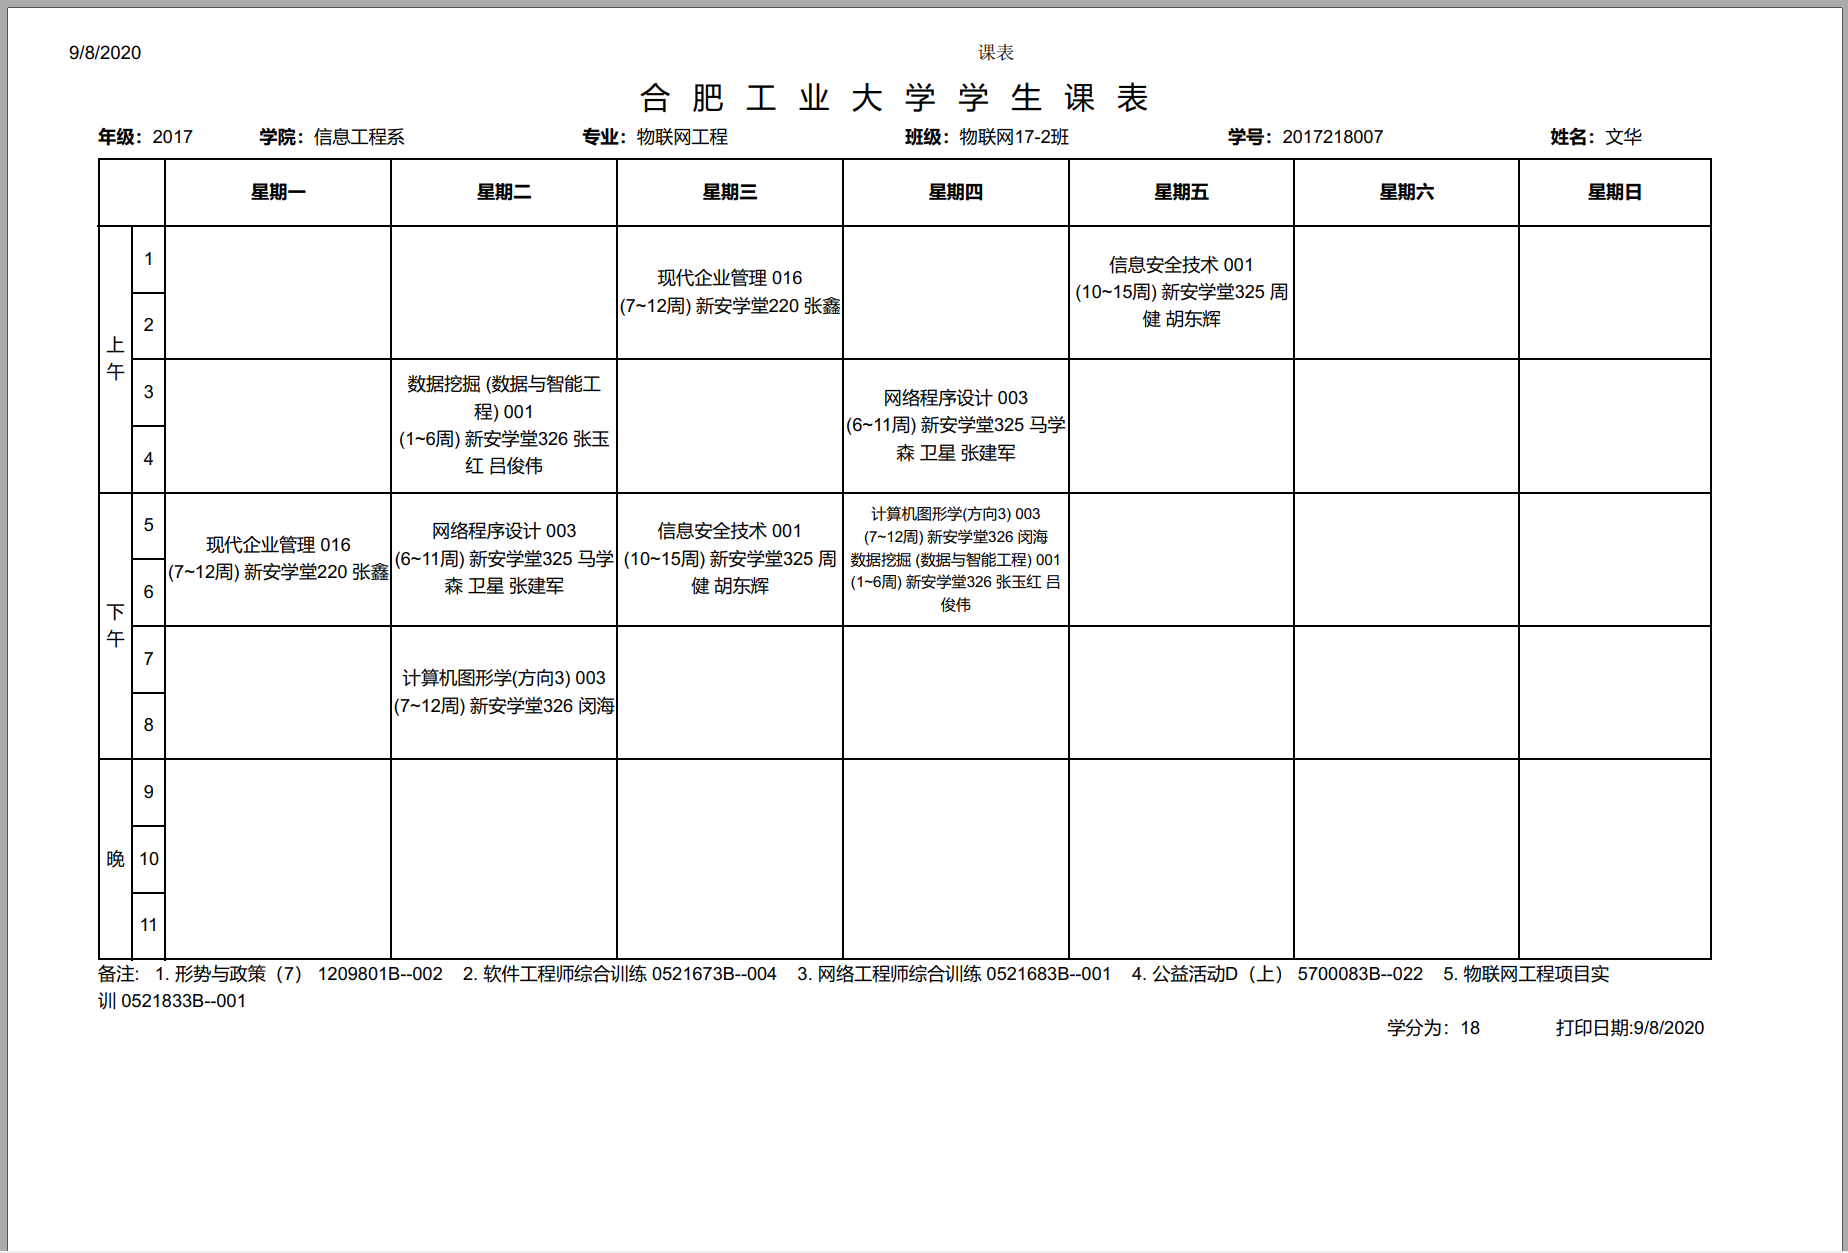 9/8/2020 课表
合肥工业大学学生课表
年级：2017 学院：信息工程系 专业：物联网工程 班级：物联网17-2班 学号：2017218007 姓名：文华
星期一 星期二 星期三 星期四 星期五 星期六 星期日
上午
1
2
现代企业管理 016
(7~12周) 新安学堂220 张鑫
信息安全技术 001
(10~15周) 新安学堂325 周
健 胡东辉
3
4
数据挖掘 (数据与智能工
程) 001
(1~6周) 新安学堂326 张玉
红 吕俊伟
网络程序设计 003
(6~11周) 新安学堂325 马学
森 卫星 张建军
下午
5
6
现代企业管理 016
(7~12周) 新安学堂220 张鑫
网络程序设计 003
(6~11周) 新安学堂325 马学
森 卫星 张建军
信息安全技术 001
(10~15周) 新安学堂325 周
健 胡东辉
计算机图形学(方向3) 003
(7~12周) 新安学堂326 闵海
数据挖掘 (数据与智能工程) 001
(1~6周) 新安学堂326 张玉红 吕
俊伟
7
8
计算机图形学(方向3) 003
(7~12周) 新安学堂326 闵海
晚
9
10
11
备注: 1. 形势与政策（7） 1209801B--002 2. 软件工程师综合训练 0521673B--004 3. 网络工程师综合训练 0521683B--001 4. 公益活动D（上） 5700083B--022 5. 物联网工程项目实
训 0521833B--001
学分为：18 打印日期:9/8/2020